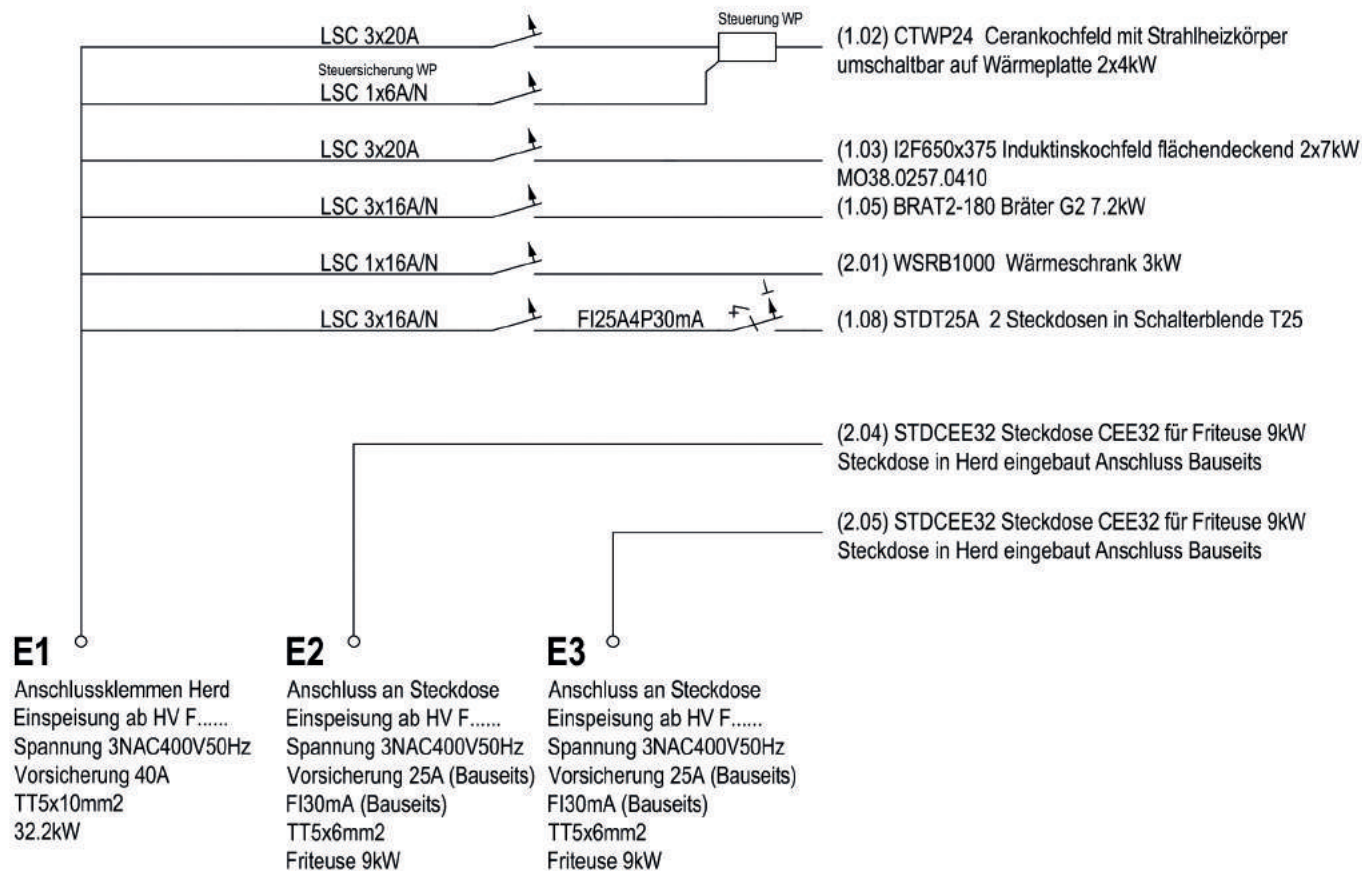 Steuerung WP
LSC 3x20A
(1.02) CTWP24 Cerankochfeld mit Strahlheizkörper
umschaltbar auf Wärmeplatte 2x4kW
Steuersicherung WP
LSC 1x6A/N
LSC 3x20A
(1.03) I2F650x375 Induktinskochfeld flächendeckend 2x7kW
MO38.0257.0410
LSC 3x16A/N
(1.05) BRAT2-180 Bräter G2 7.2kW
LSC 1x16A/N
(2.01) WSRB1000 Wärmeschrank 3kW
LSC 3x16A/N
FI25A4P30mA
(1.08) STDT25A 2 Steckdosen in Schalterblende T25
(2.04) STDCEE32 Steckdose CEE32 für Friteuse 9kW
Steckdose in Herd eingebaut Anschluss Bauseits
(2.05) STDCEE32 Steckdose CEE32 für Friteuse 9kW
Steckdose in Herd eingebaut Anschluss Bauseits
E1
Anschlussklemmen Herd
Einspeisung ab HV F......
Spannung 3NAC400V50Hz
Vorsicherung 40A
TT5x10mm2
32.2kW
E2
Anschluss an Steckdose
Einspeisung ab HV F......
Spannung 3NAC400V50Hz
Vorsicherung 25A (Bauseits)
FI30mA (Bauseits)
TT5x6mm2
Friteuse 9kW
E3
Anschluss an Steckdose
Einspeisung ab HV F......
Spannung 3NAC400V50Hz
Vorsicherung 25A (Bauseits)
FI30mA (Bauseits)
TT5x6mm2
Friteuse 9kW